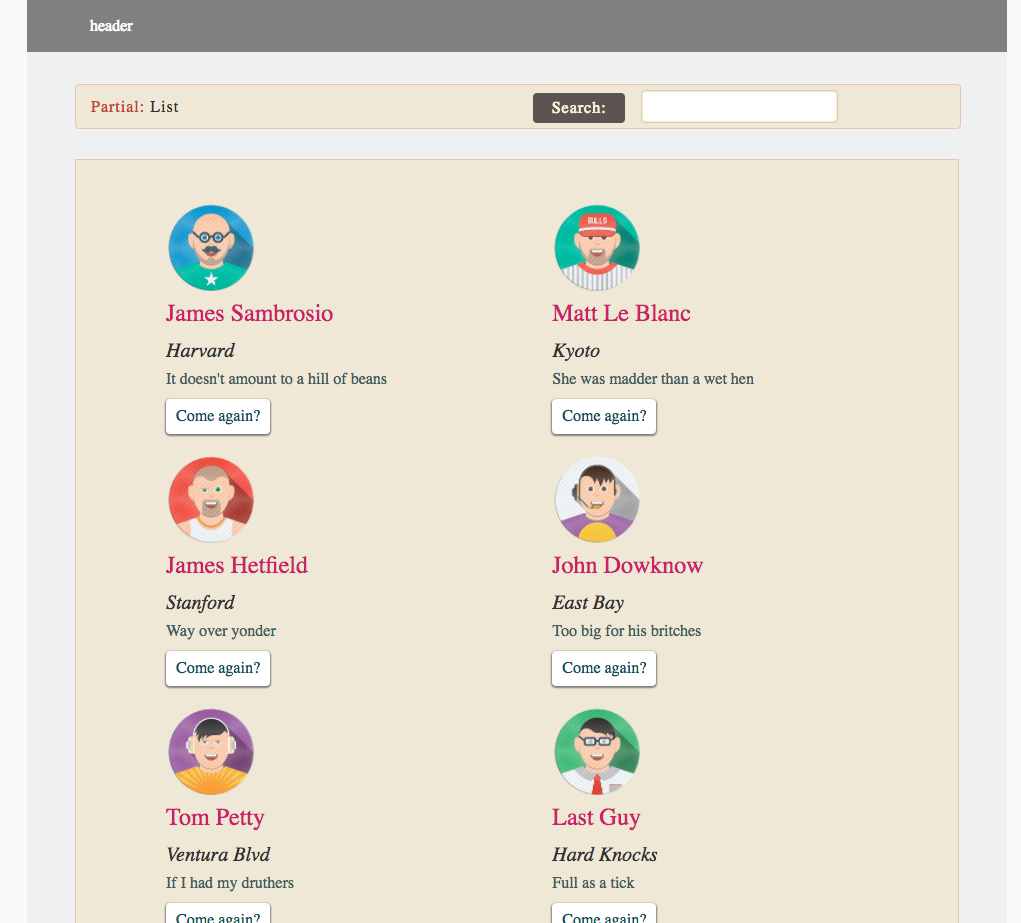 header
Partial: List
Search:
BULLS
James Sambrosio
Matt Le Blanc
Harvard
Kyoto
It doesn't amount to a hill of beans
She was madder than a wet hen
Come again?
Come again?
James Hetfield
John Dowknow
Stanford
East Bay
Way over yonder
Too big for his britches
Come again?
Come again?
Tom Petty
Last Guy
Ventura Blvd
Hard Knocks
If I had my druthers
Full as a tick
Come again?
Come again?